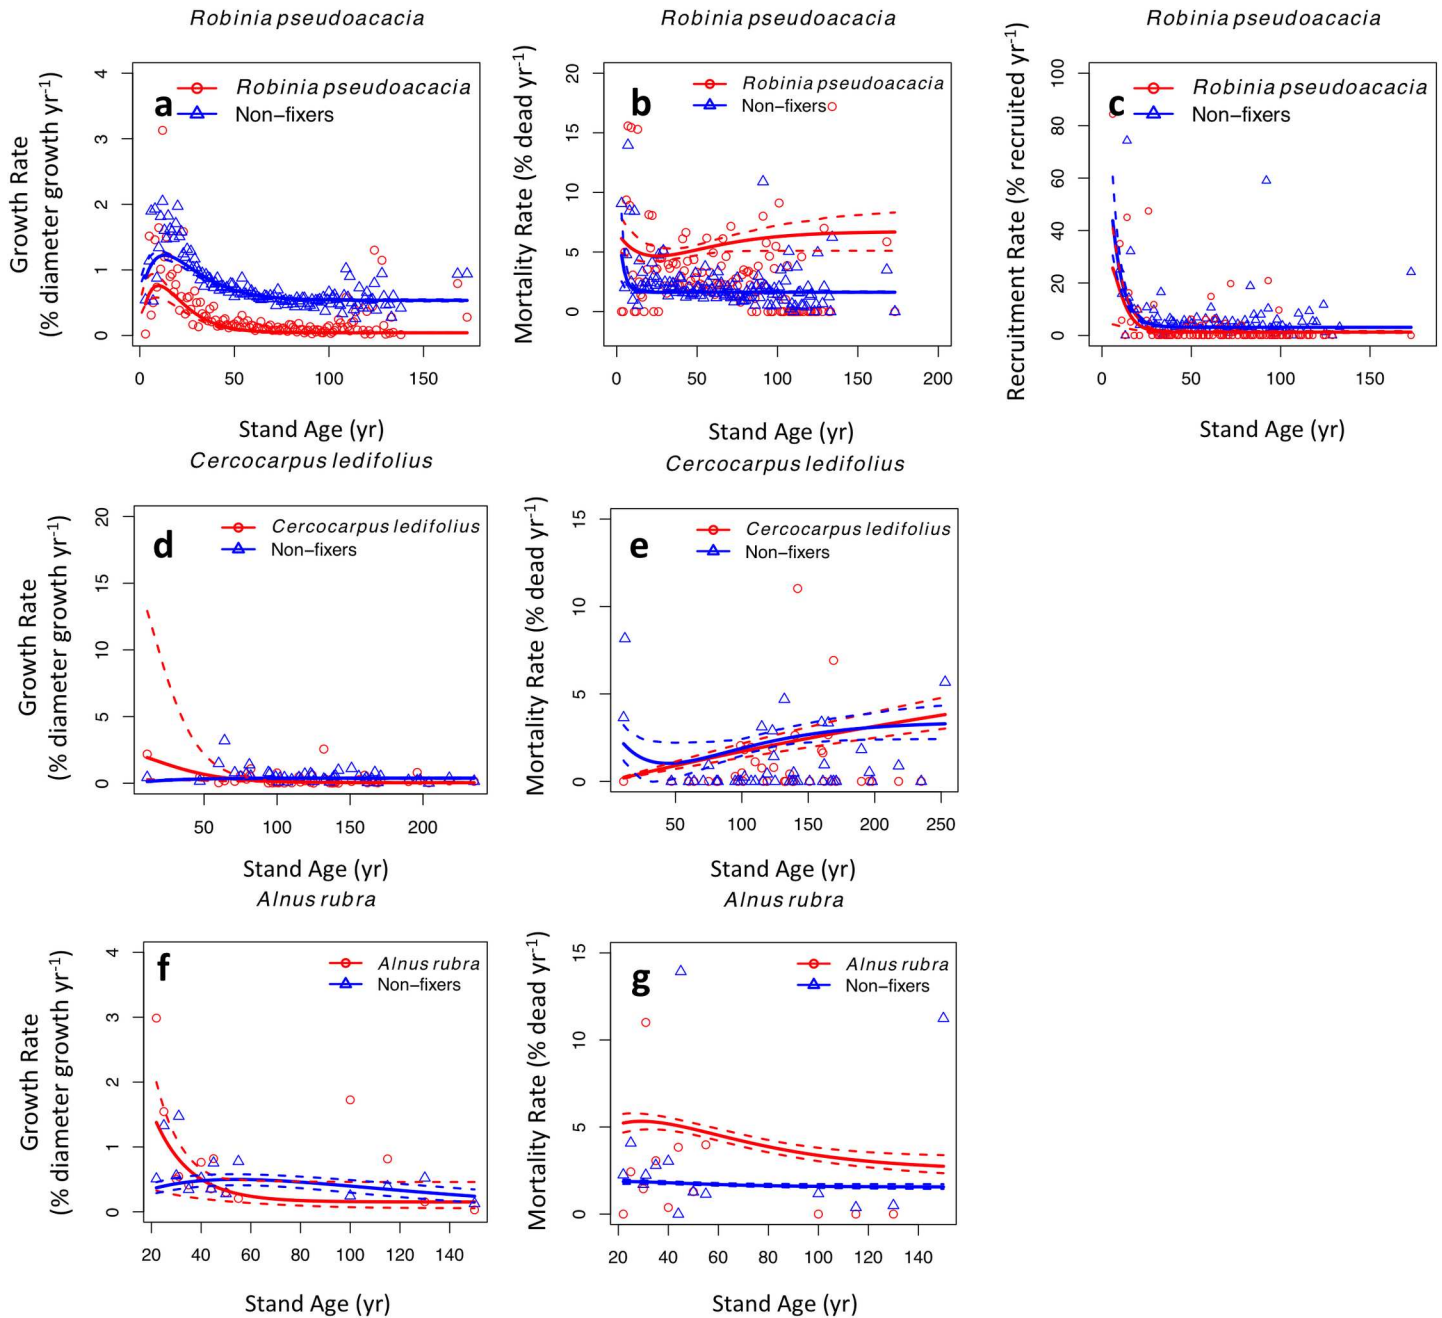 Robinia pseudoacacia
Robinia pseudoacacia
Robinia pseudoacacia
a
Robinia pseudoacacia
Non−fixers
Growth Rate
(% diameter growth yr-1)
0
1
2
3
4
0
50
100
150
Stand Age (yr)
b
Robinia pseudoacacia
Non−fixers
Mortality Rate (% dead yr-1)
0
5
10
15
20
0
50
100
150
200
Stand Age (yr)
c
Robinia pseudoacacia
Non−fixers
Recruitment Rate (% recruited yr-1)
0
20
40
60
80
100
0
50
100
150
Stand Age (yr)
Cercocarpus ledifolius
Cercocarpus ledifolius
d
Cercocarpus ledifolius
Non−fixers
Growth Rate
(% diameter growth yr-1)
0
5
10
15
20
50
100
150
200
Stand Age (yr)
e
Cercocarpus ledifolius
Non−fixers
Mortality Rate (% dead yr-1)
0
5
10
15
50
100
150
200
250
Stand Age (yr)
Alnus rubra
Alnus rubra
f
Alnus rubra
Non−fixers
Growth Rate
(% diameter growth yr-1)
0
1
2
3
4
20
40
60
80
100
120
140
Stand Age (yr)
g
Alnus rubra
Non−fixers
Mortality Rate (% dead yr-1)
0
5
10
15
20
40
60
80
100
120
140
Stand Age (yr)